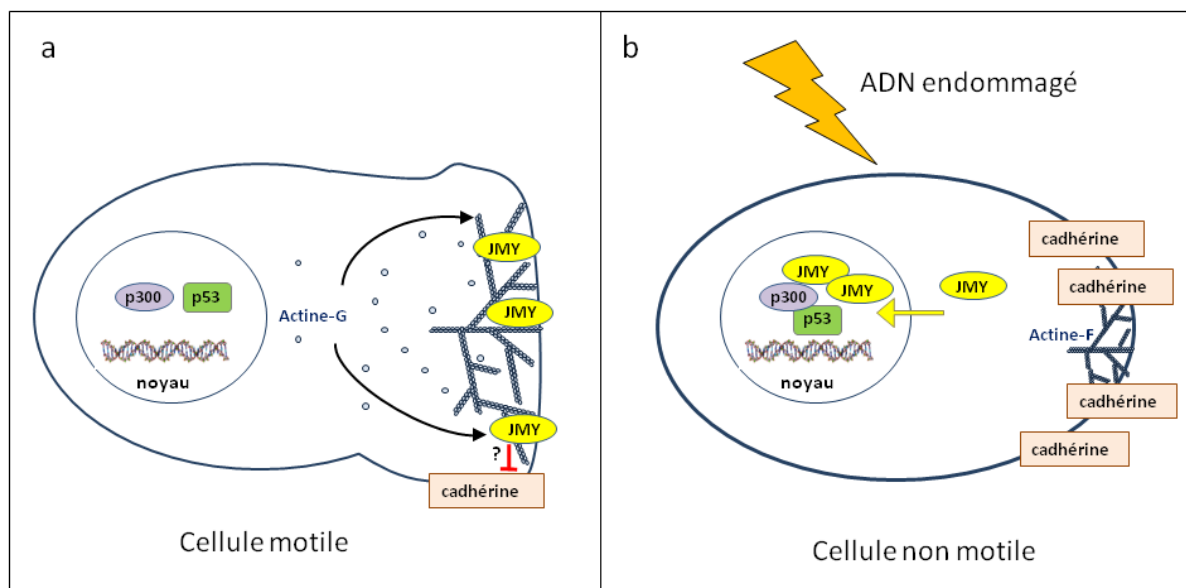 a
JMY
p300
p53
Actine-G
JMY
noyau
JMY
?
cadhérine
Cellule motile
b
ADN endommagé
cadhérine
JMY
JMY
JMY
cadhérine
p300
p53
Actine-F
noyau
cadhérine
cadhérine
Cellule non motile